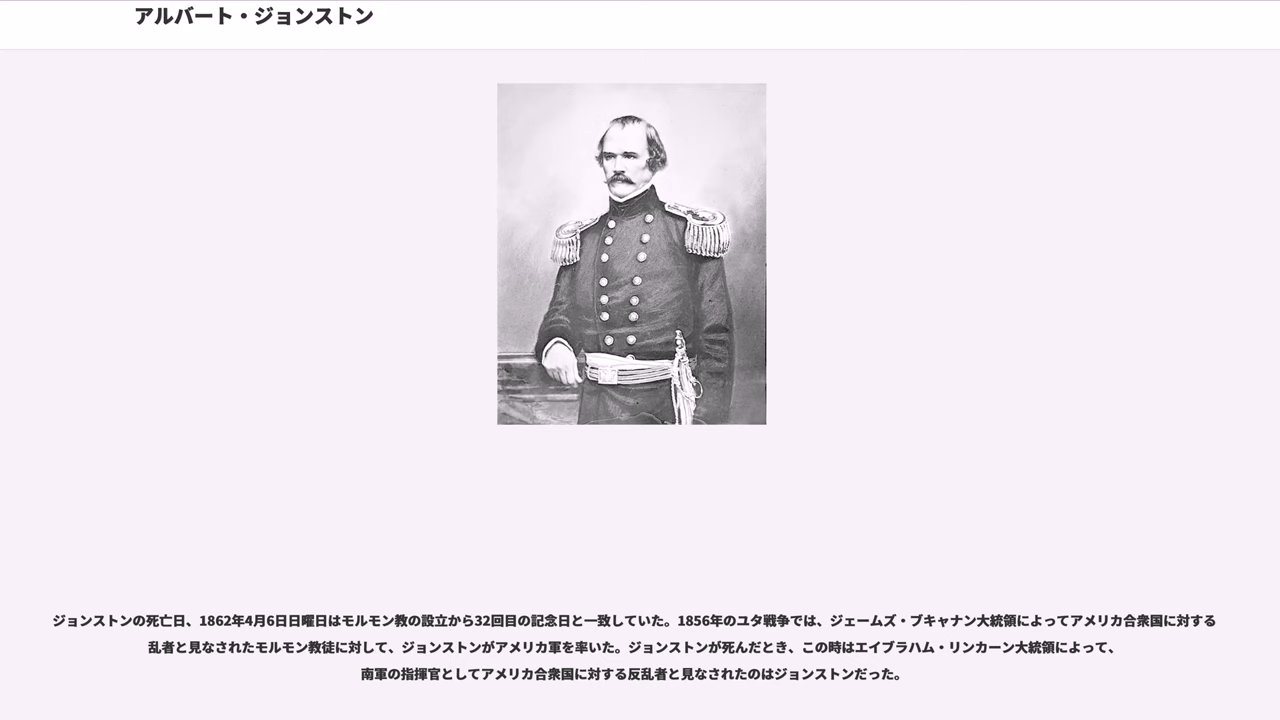 アルバート・ジョンストン
ジョンストンの死亡日、1862年4月6日日曜日はモルモン教の設立から32回目の記念日と一致していた。1856年のユタ戦争では、ジェームズ・ブキャナン大統領によってアメリカ合衆国に対する
乱者と見なされたモルモン教徒に対して、ジョンストンがアメリカ軍を率いた。ジョンストンが死んだとき、この時はエイブラハム・リンカーン大統領によって、
南軍の指揮官としてアメリカ合衆国に対する反乱者と見なされたのはジョンストンだった。